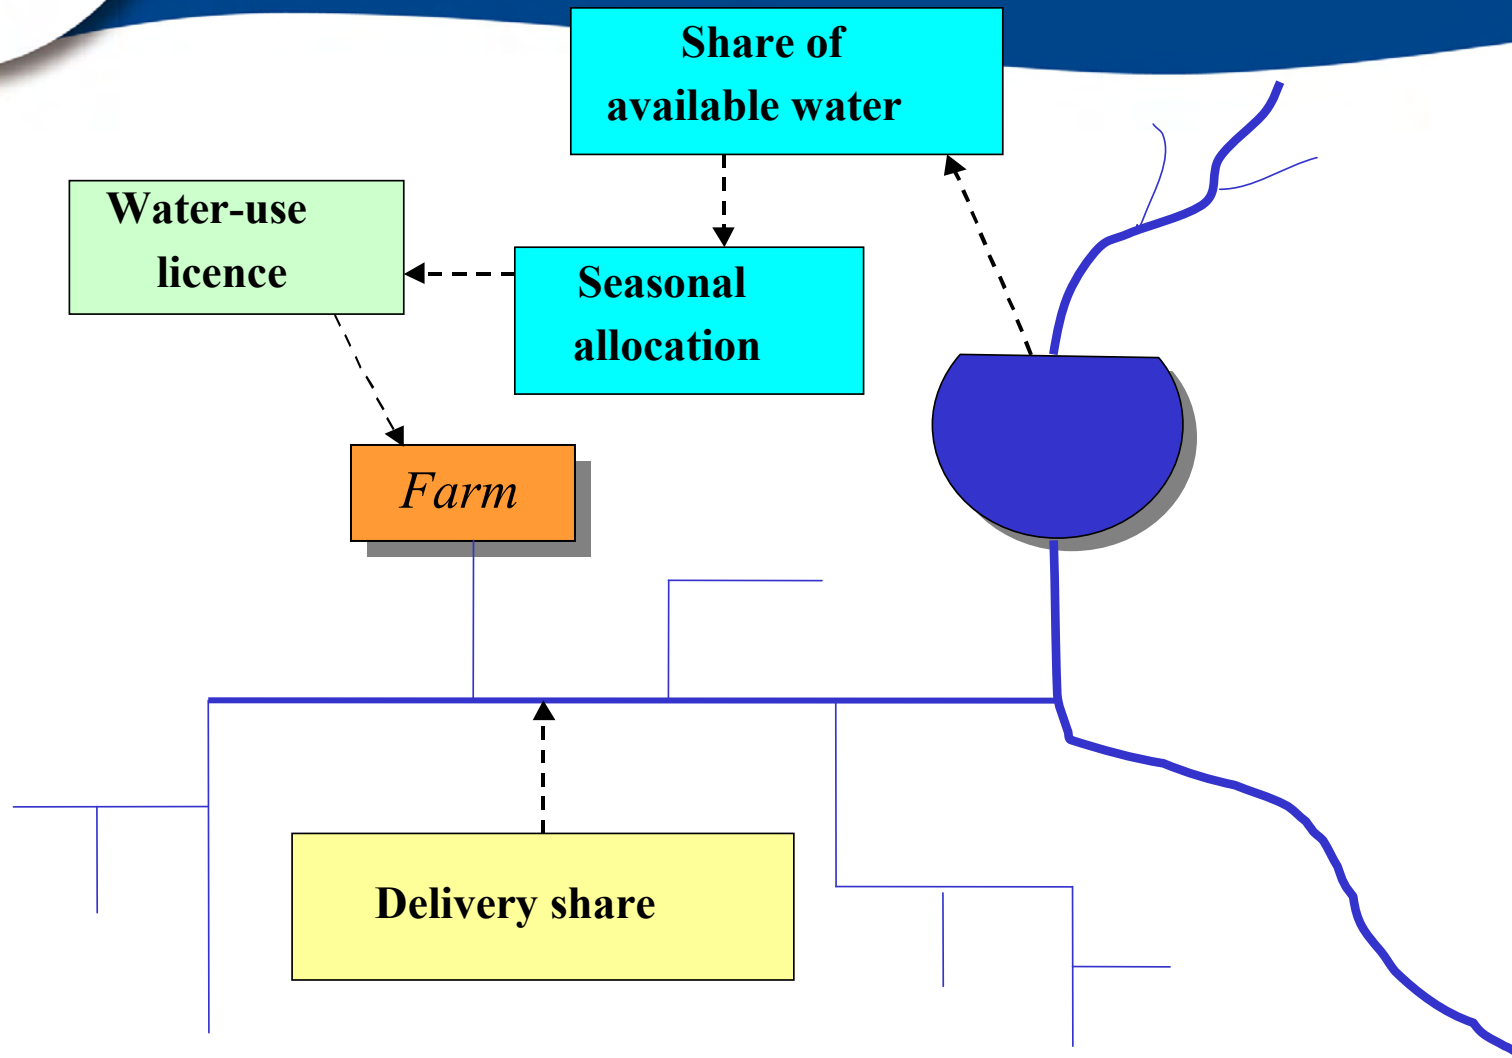 Share of
available water
Water-use
licence
Seasonal
allocation
Farm
Delivery share